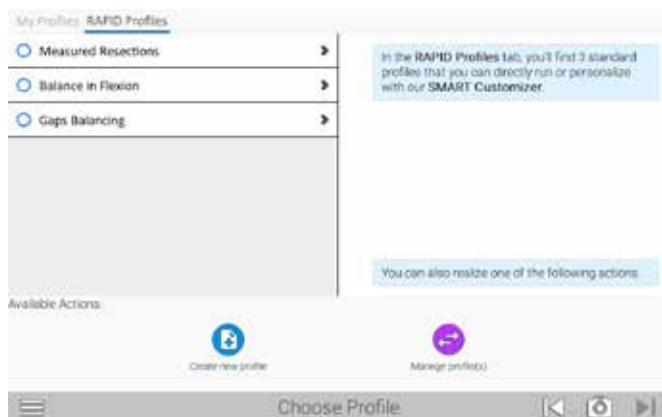 My Profiles RAPID Profiles
Measured Resections
Balance in Flexion
Gaps Balancing
In the RAPID Profiles tab, you'll find 3 standard
profiles that you can directly run or personalize
with our SMART Customizer.
You can also realize one of the following actions
Available Actions:
Create new profile
Manage profile(s)
Choose Profile